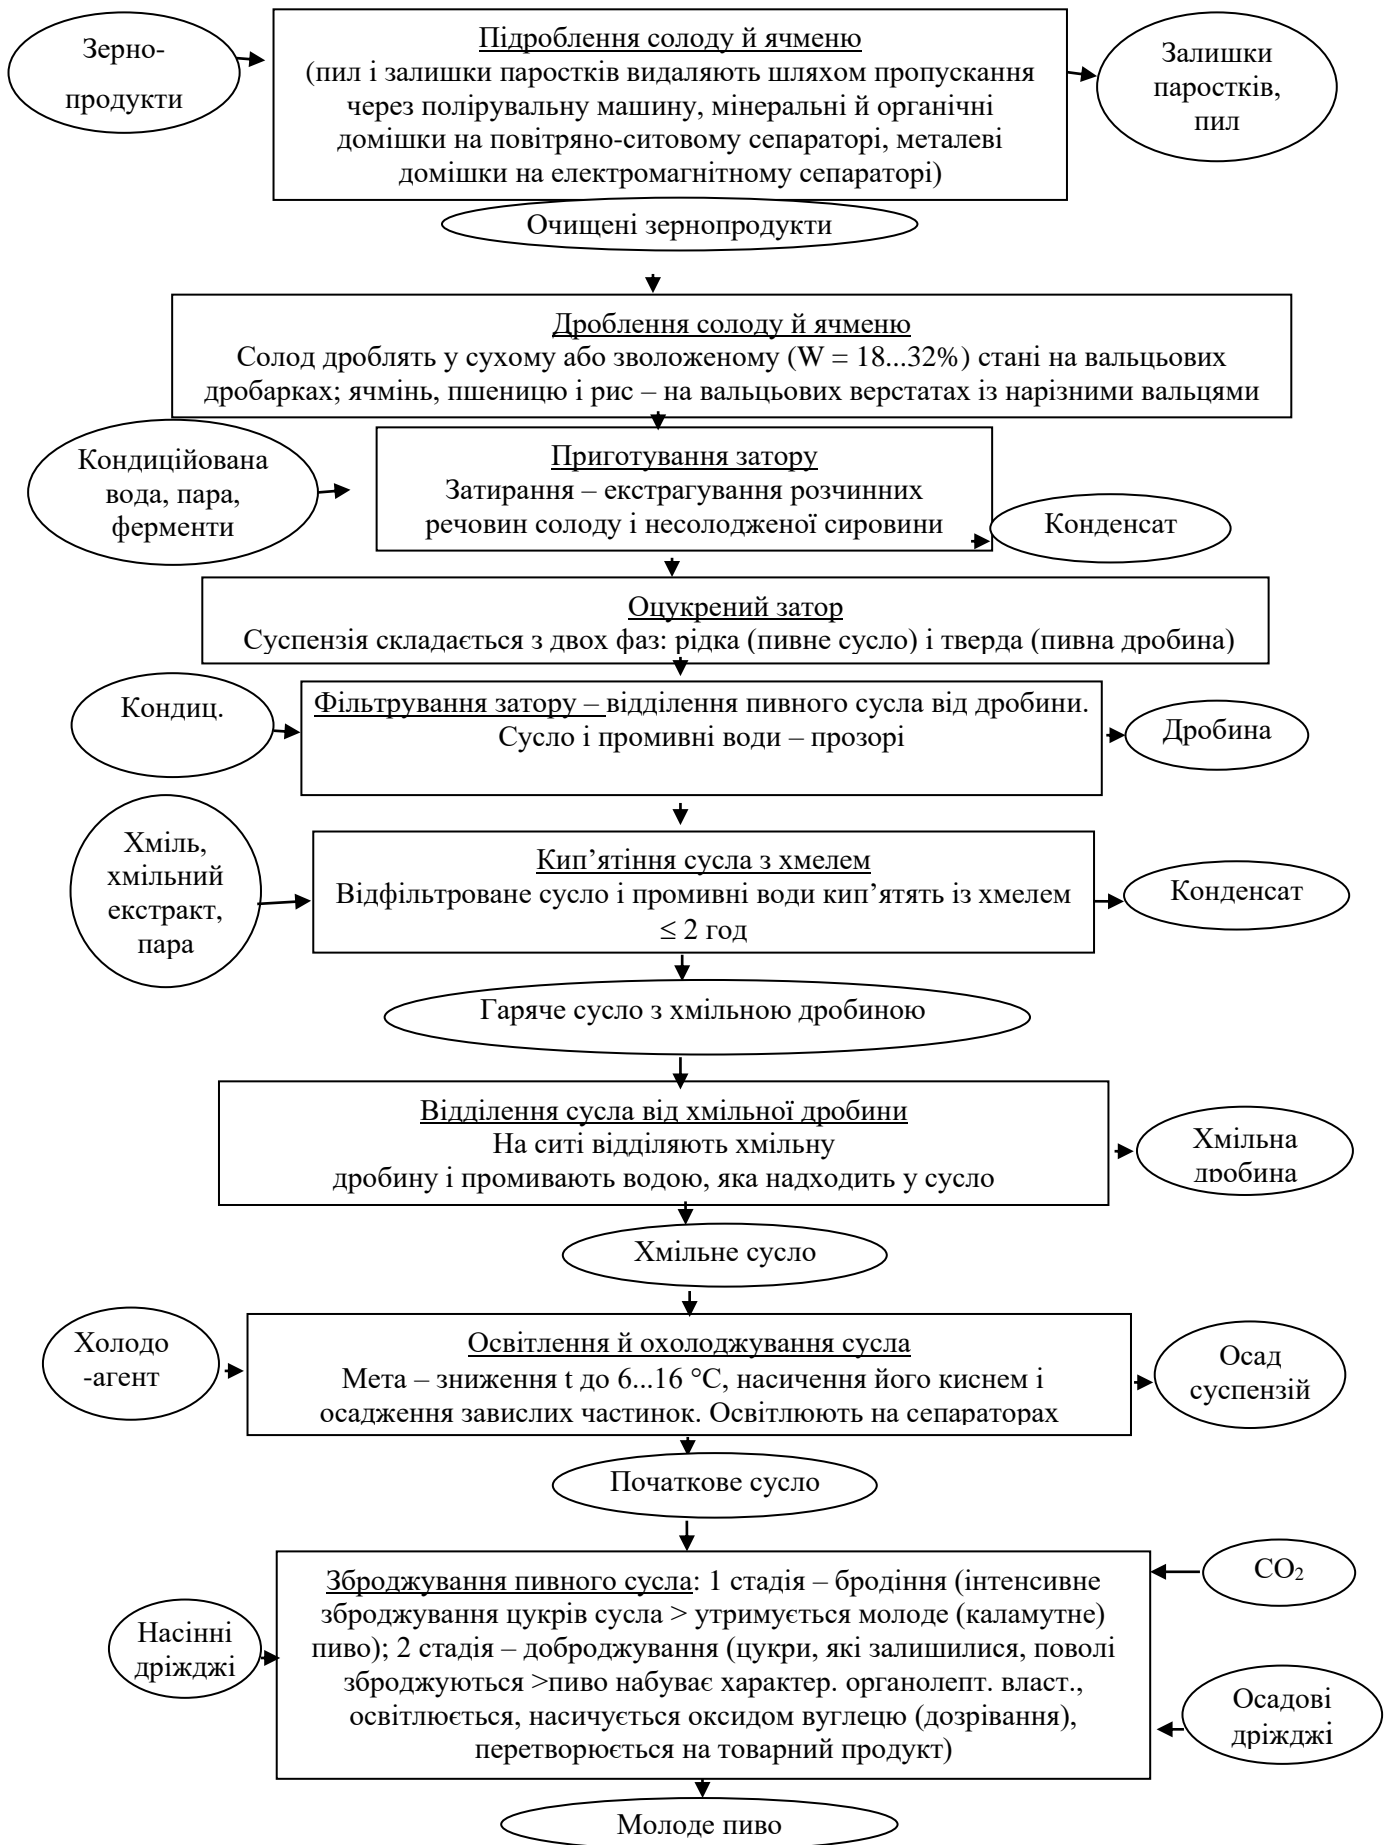 Зерно-
продукти
Підроблення солоду й ячменю
(пил і залишки паростків видаляють шляхом пропускання
через полірувальну машину, мінеральні й органічні
домішки на повітряно-ситовому сепараторі, металеві
домішки на електромагнітному сепараторі)
Залишки
паростків,
пил
Очищені зернопродукти
Дроблення солоду й ячменю
Солод дроблять у сухому або зволоженому (W = 18...32%) стані на вальцьових
дробарках; ячмінь, пшеницю і рис – на вальцьових верстатах із нарізними вальцями
Кондиційована
вода, пара,
ферменти
Приготування затору
Затирання – екстрагування розчинних
речовин солоду і несолодженої сировини
Конденсат
Оцукрений затор
Суспензія складається з двох фаз: рідка (пивне сусло) і тверда (пивна дробина)
Кондиц.
Фільтрування затору – відділення пивного сусла від дробини.
Сусло і промивні води – прозорі
Дробина
Хміль,
хмільний
екстракт,
пара
Кип’ятіння сусла з хмелем
Відфільтроване сусло і промивні води кип’ятять із хмелем
≤ 2 год
Конденсат
Гаряче сусло з хмільною дробиною
Відділення сусла від хмільної дробини
На ситі відділяють хмільну
дробину і промивають водою, яка надходить у сусло
Хмільна
дробина
Хмільне сусло
Холодо
-агент
Освітлення й охолоджування сусла
Мета – зниження t до 6...16 °С, насичення його киснем і
осадження завислих частинок. Освітлюють на сепараторах
Осад
суспензій
Початкове сусло
Насінні
дріжджі
Зброджування пивного сусла: 1 стадія – бродіння (інтенсивне
зброджування цукрів сусла > утримується молоде (каламутне)
пиво); 2 стадія – доброджування (цукри, які залишилися, поволі
зброджуються >пиво набуває характер. органолепт. власт.,
освітлюється, насичується оксидом вуглецю (дозрівання),
перетворюється на товарний продукт)
CO₂
Осадові
дріжджі
Молоде пиво